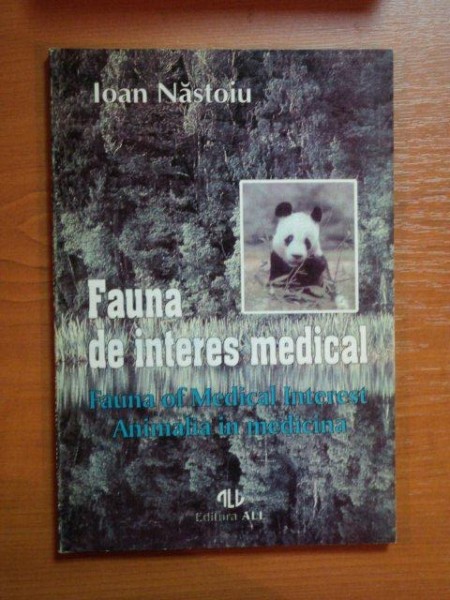 Ioan Năstoiu
Fauna
de interes medical
Fauna of Medical Interest
Animalia in medicina
ALL
Editura ALL